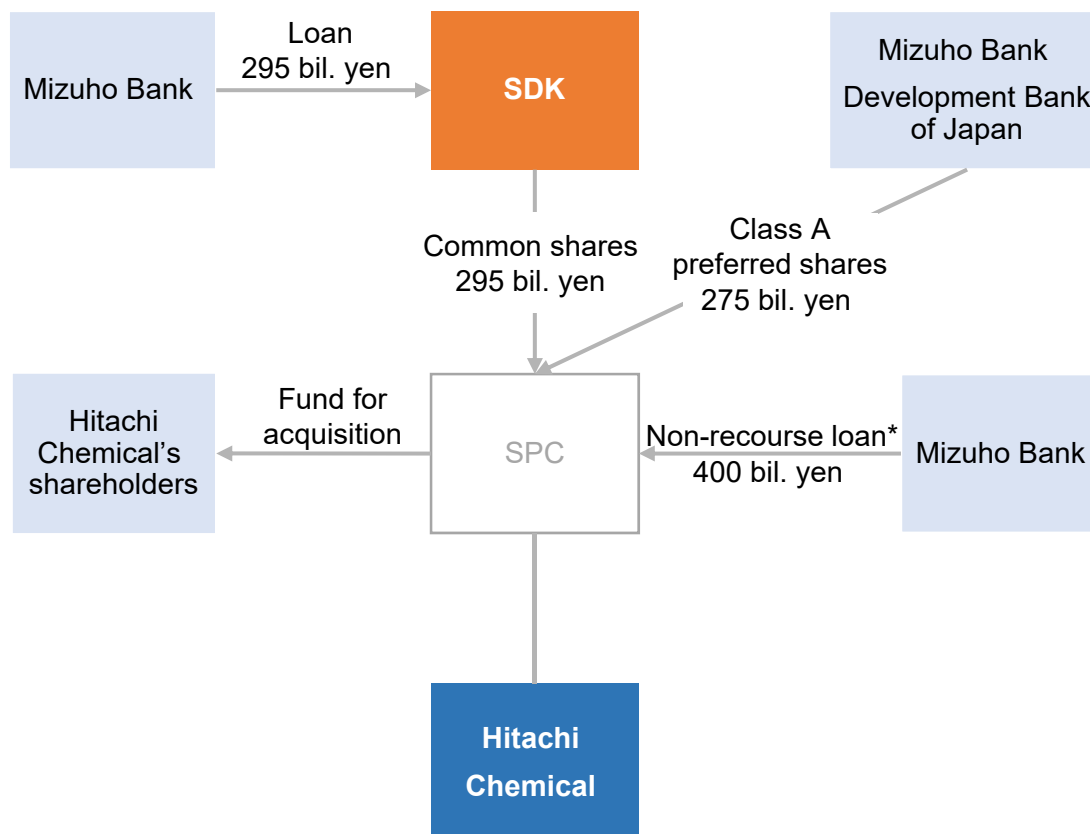 Mizuho Bank
Loan
295 bil. yen
SDK
Mizuho Bank
Development Bank
of Japan
Common shares
295 bil. yen
Class A
preferred shares
275 bil. yen
Hitachi
Chemical’s
shareholders
Fund for
acquisition
SPC
Non-recourse loan*
400 bil. yen
Mizuho Bank
Hitachi
Chemical